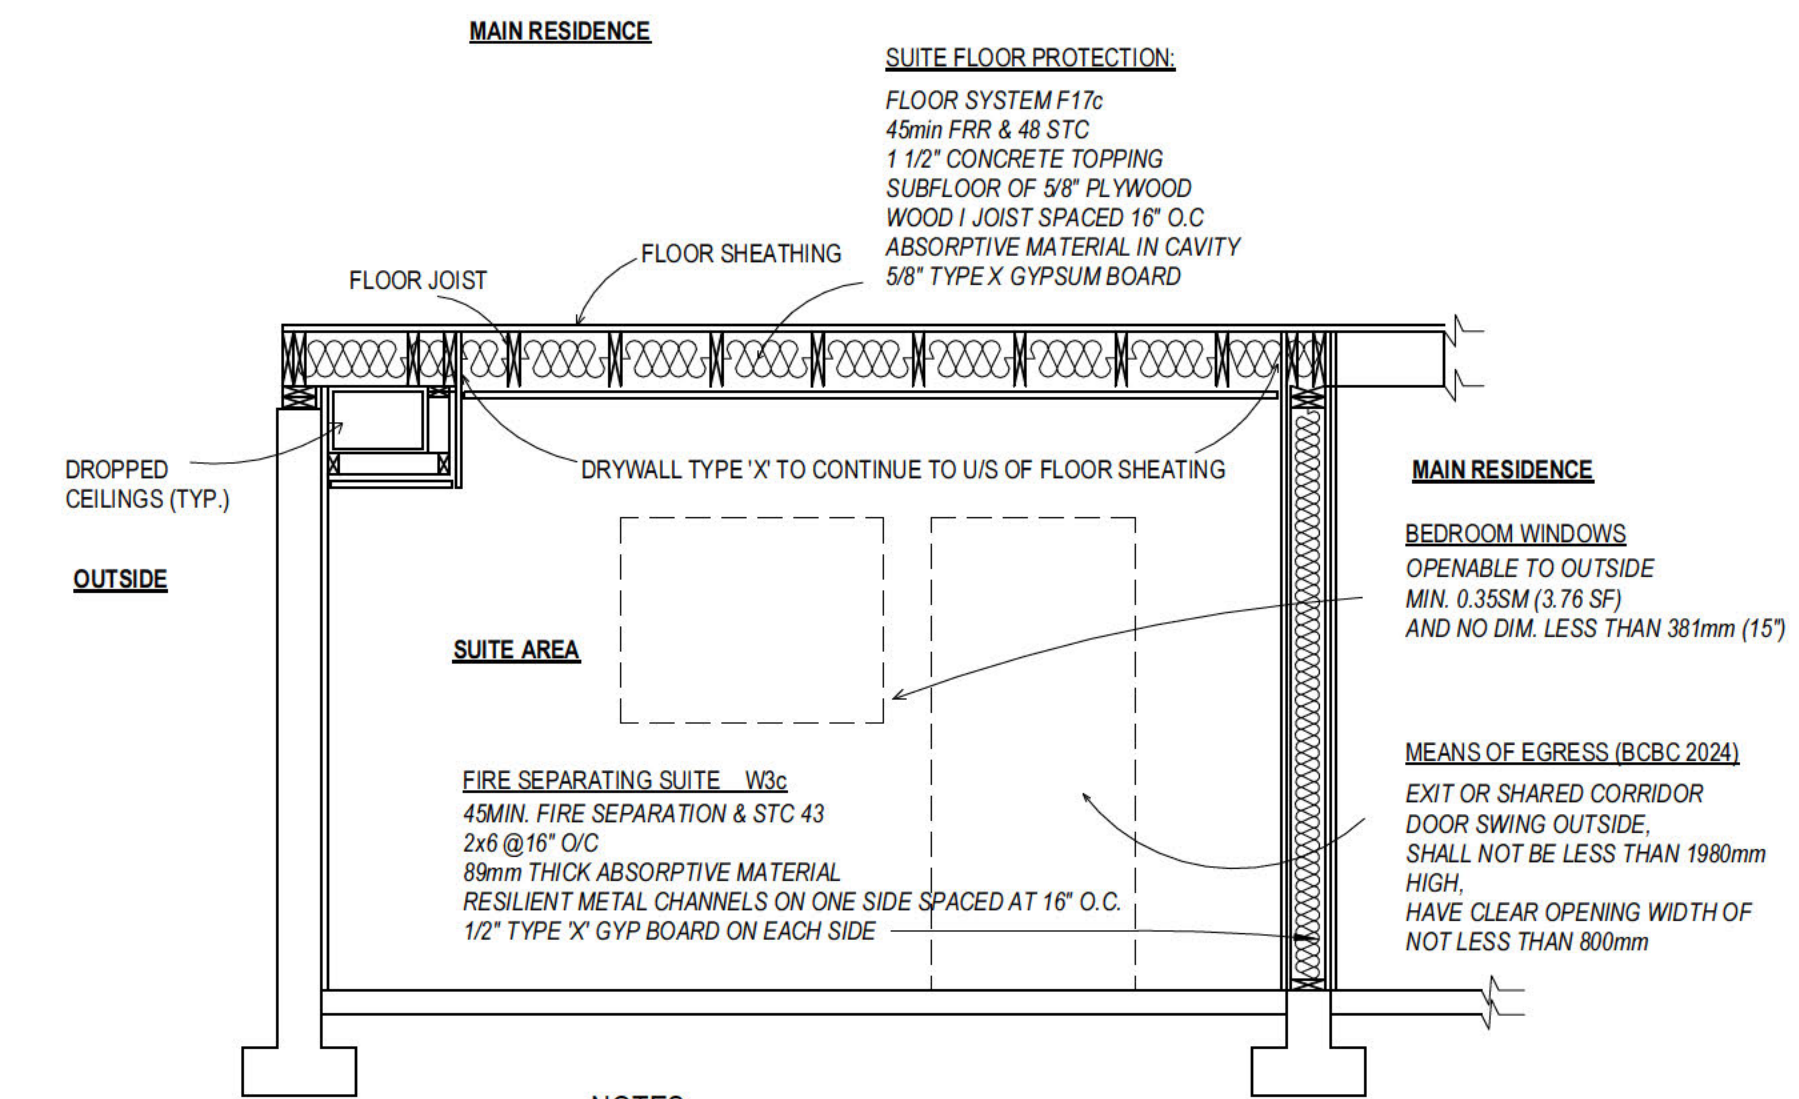 MAIN RESIDENCE
SUITE FLOOR PROTECTION:
FLOOR SYSTEM F17c
45min FRR & 48 STC
1 1/2" CONCRETE TOPPING
SUBFLOOR OF 5/8" PLYWOOD
WOOD I JOIST SPACED 16" O.C
ABSORPTIVE MATERIAL IN CAVITY
5/8" TYPE X GYPSUM BOARD
FLOOR SHEATHING
FLOOR JOIST
DROPPED
CEILINGS (TYP.)
DRYWALL TYPE 'X' TO CONTINUE TO U/S OF FLOOR SHEATING
MAIN RESIDENCE
OUTSIDE
BEDROOM WINDOWS
OPENABLE TO OUTSIDE
MIN. 0.35SM (3.76 SF)
AND NO DIM. LESS THAN 381mm (15")
SUITE AREA
FIRE SEPARATING SUITE W3c
45MIN. FIRE SEPARATION & STC 43
2x6 @16" O/C
89mm THICK ABSORPTIVE MATERIAL
RESILIENT METAL CHANNELS ON ONE SIDE SPACED AT 16" O.C.
1/2" TYPE 'X' GYP BOARD ON EACH SIDE
MEANS OF EGRESS (BCBC 2024)
EXIT OR SHARED CORRIDOR
DOOR SWING OUTSIDE,
SHALL NOT BE LESS THAN 1980mm
HIGH,
HAVE CLEAR OPENING WIDTH OF
NOT LESS THAN 800mm
NOTES